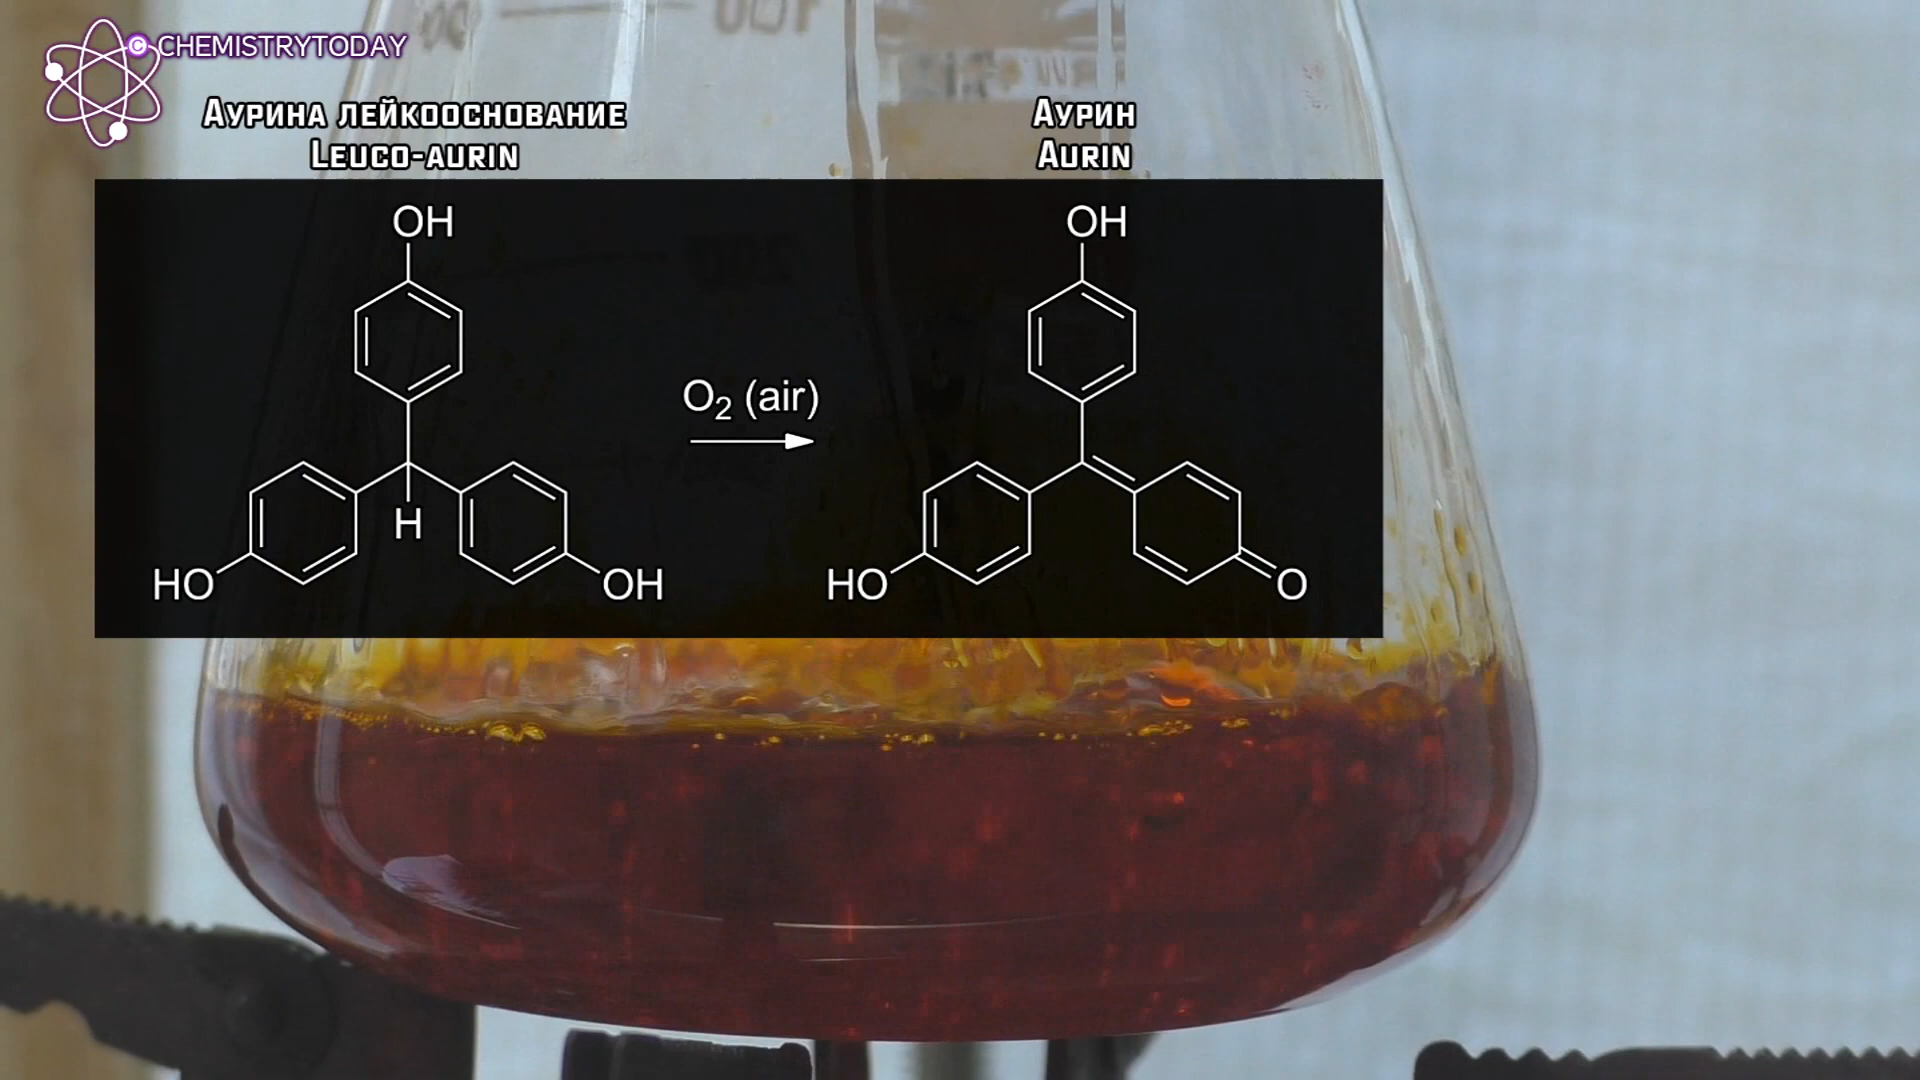 © CHEMISTRYTODAY
АУРИНА ЛЕЙКООСНОВАНИЕ
LEUCO-AURIN
АУРИН
AURIN
OH
HO
H
OH
O₂ (air)
OH
HO
O